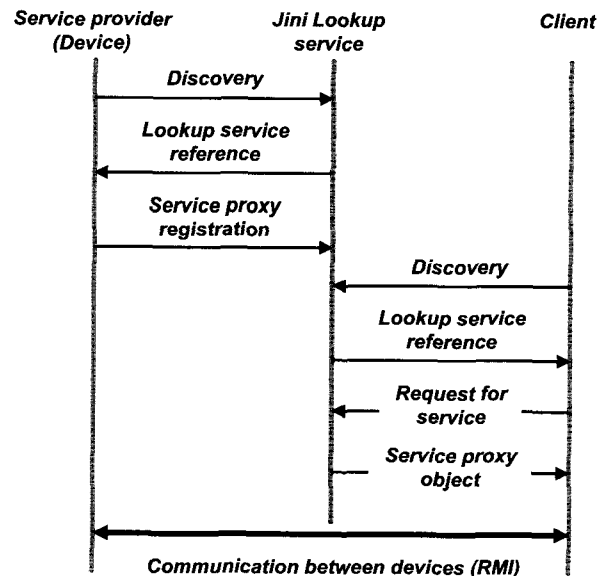 Service provider
(Device)
Jini Lookup
service
Client
Discovery
Lookup service
reference
Service proxy
registration
Discovery
Lookup service
reference
Request for
service
Service proxy
object
Communication between devices (RMI)